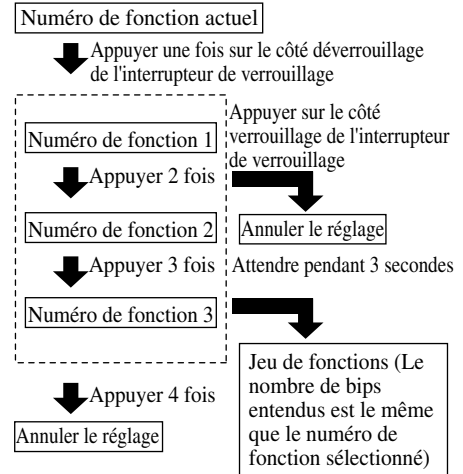 Numéro de fonction actuel
Appuyer une fois sur le côté déverrouillage
de l'interrupteur de verrouillage
Appuyer sur le côté
verrouillage de l'interrupteur
de verrouillage
Numéro de fonction 1
Appuyer 2 fois
Numéro de fonction 2
Annuler le réglage
Appuyer 3 fois
Attendre pendant 3 secondes
Numéro de fonction 3
Jeu de fonctions (Le
nombre de bips
entendus est le même
que le numéro de
fonction sélectionné)
Appuyer 4 fois
Annuler le réglage